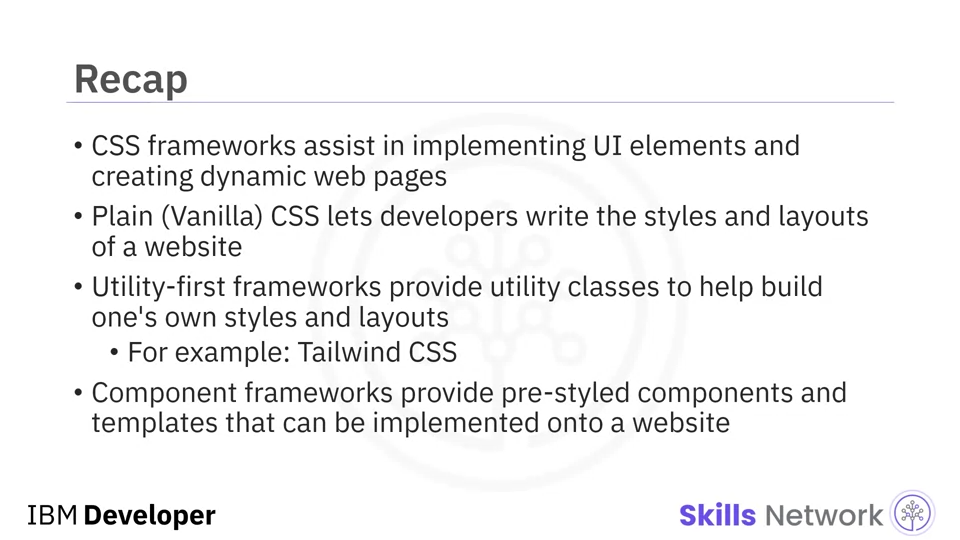 Recap
• CSS frameworks assist in implementing UI elements and
creating dynamic web pages
• Plain (Vanilla) CSS lets developers write the styles and layouts
of a website
• Utility-first frameworks provide utility classes to help build
one's own styles and layouts
• For example: Tailwind CSS
• Component frameworks provide pre-styled components and
templates that can be implemented onto a website
IBM Developer
Skills Network